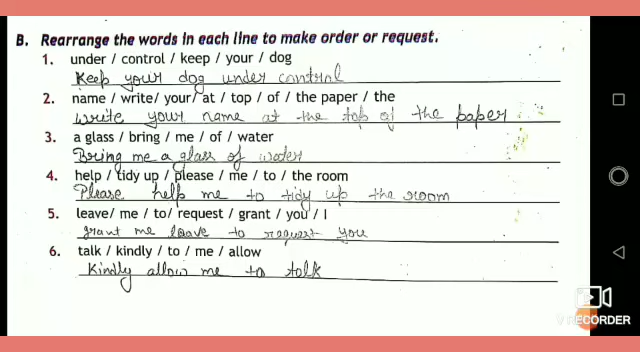 B. Rearrange the words in each line to make order or request.
1. under / control / keep / your / dog
Keep your dog under control
2. name / write/ your/ at / top / of / the paper / the
Write your name at the top of the paper
3. a glass / bring / me / of / water
Bring me a glass of water
4. help / tidy up / please / me / to / the room
Please help me to tidy up the room
5. leave/ me / to/ request / grant / you / I
grant me leave to request you
6. talk / kindly / to / me / allow
Kindly allow me to talk
RECORDER